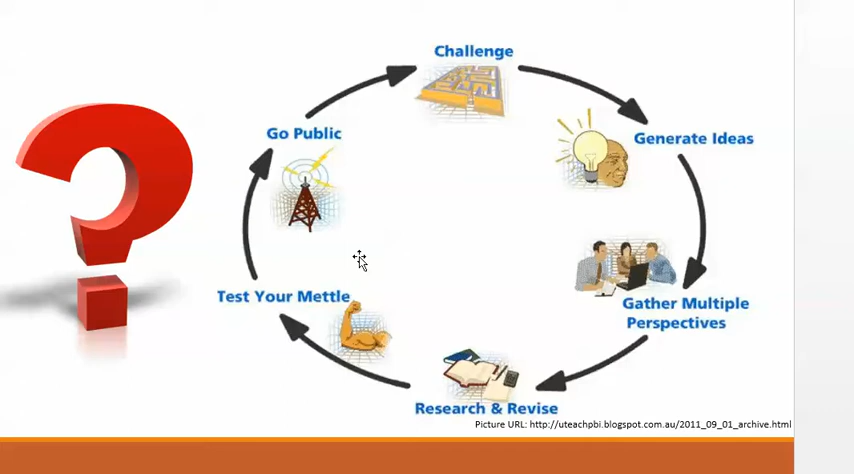 Challenge
Generate Ideas
Gather Multiple
Perspectives
Research & Revise
Test Your Mettle
Go Public
Picture URL: http://uteachpbi.blogspot.com.au/2011_09_01_archive.html